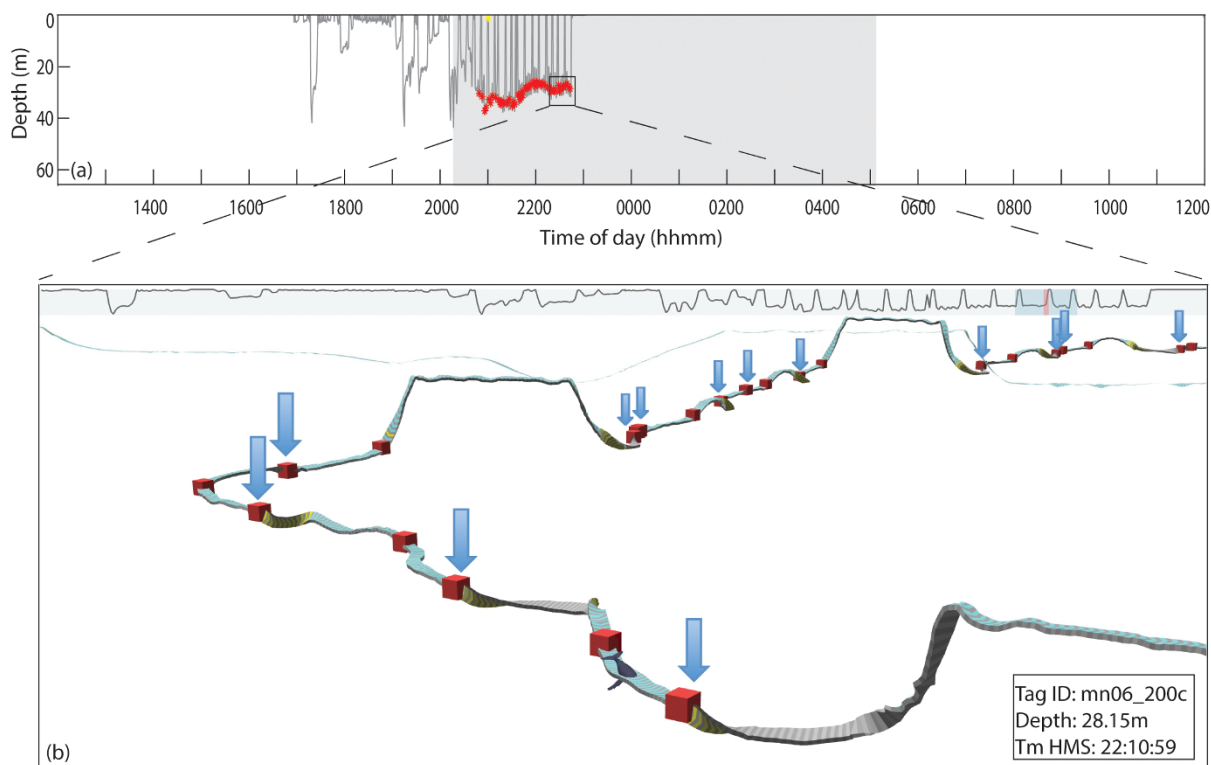 0
20
40
60
Depth (m)
(a)
1400 1600 1800 2000 2200 0000 0200 0400 0600 0800 1000 1200
Time of day (hhmm)
Tag ID: mn06_200c
Depth: 28.15m
Tm HMS: 22:10:59
(b)